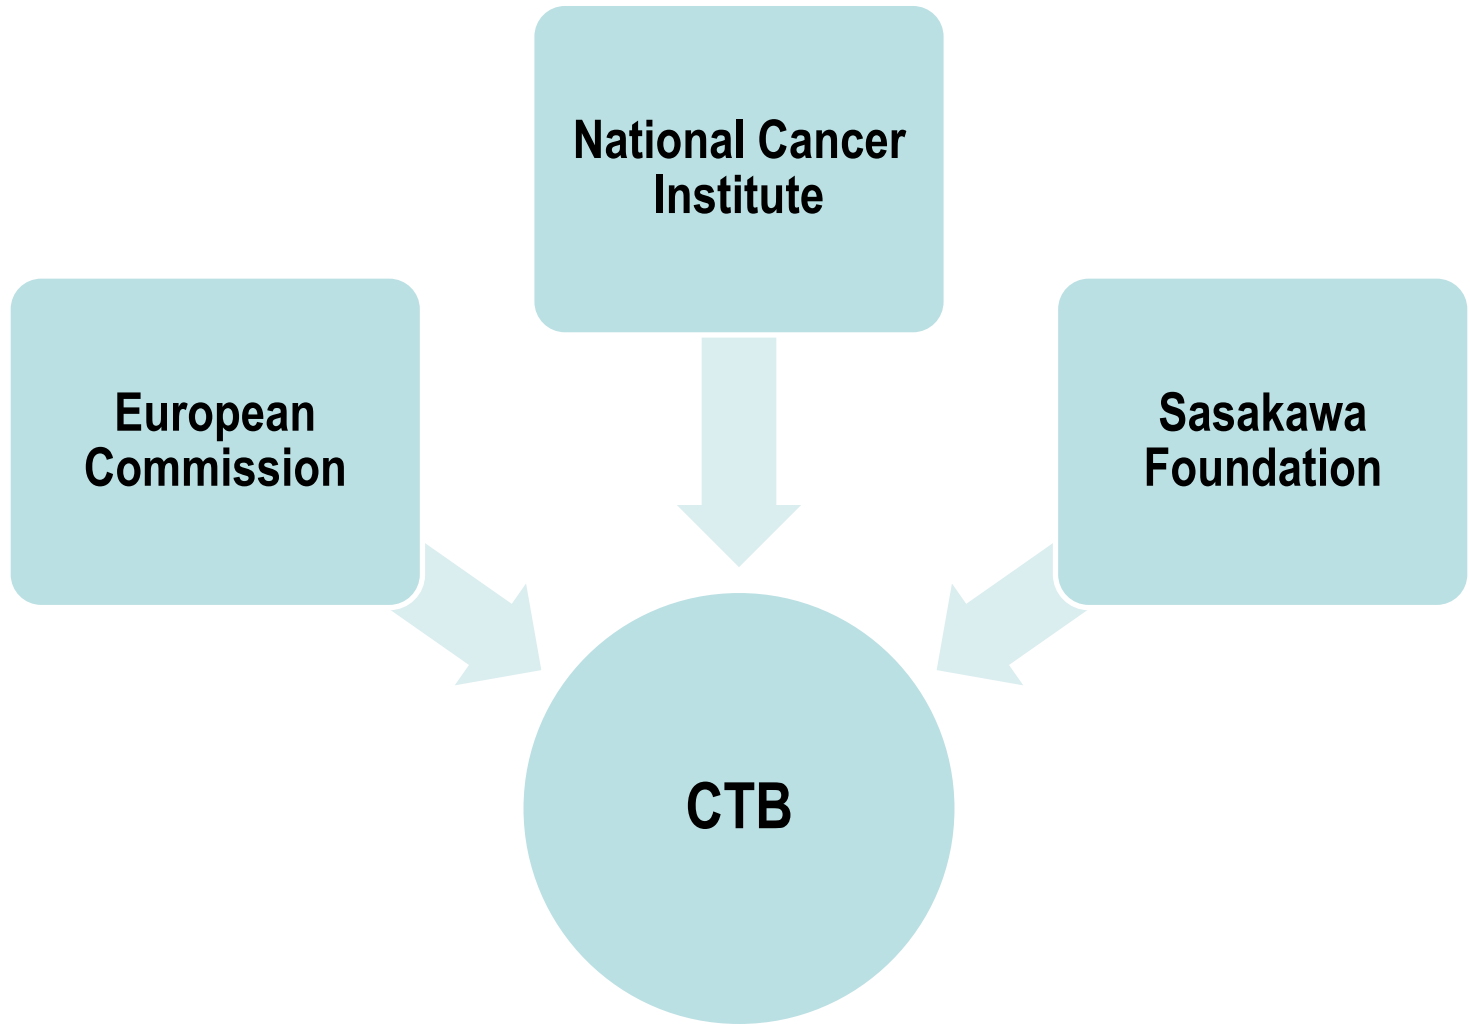 National Cancer
Institute
European
Commission
Sasakawa
Foundation
CTB